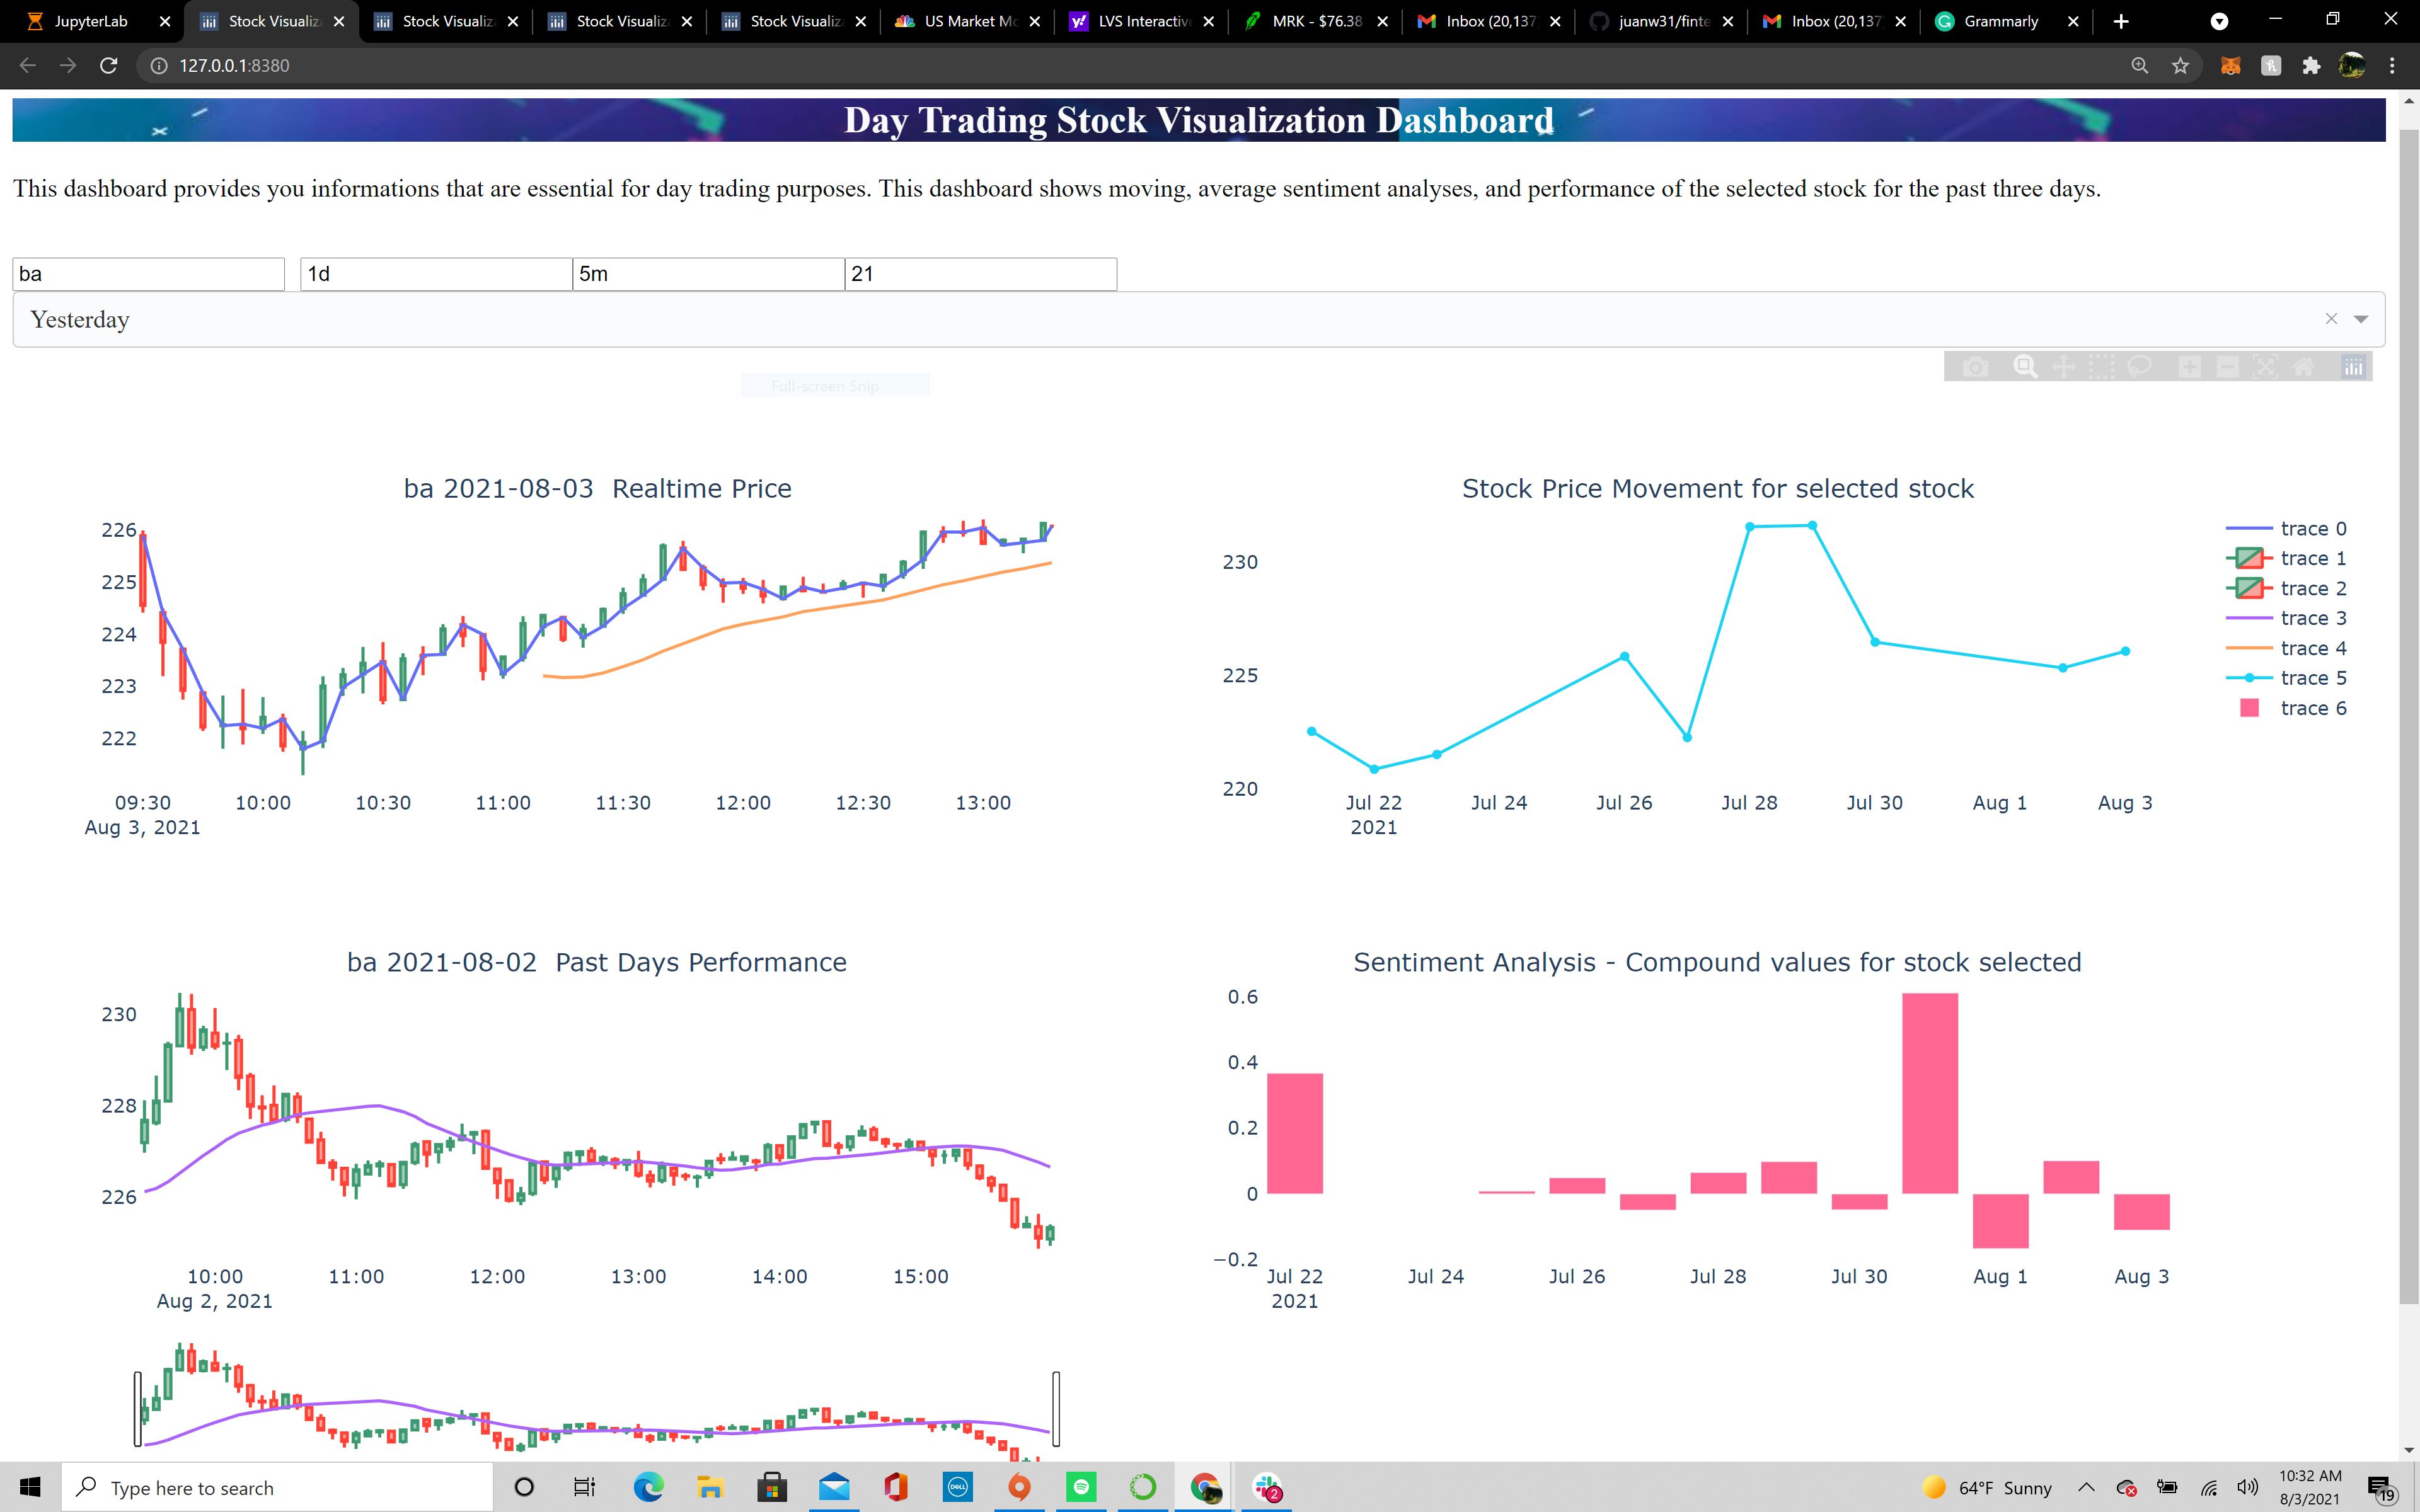 JupyterLab
Stock Visualiz
Stock Visualiz
Stock Visualiz
Stock Visualiz
US Market Mo
LVS Interactive
MRK - $76.38
Inbox (20,137
juanw31/finte
Inbox (20,137
Grammarly
127.0.0.1:8380
Day Trading Stock Visualization Dashboard
This dashboard provides you informations that are essential for day trading purposes. This dashboard shows moving, average sentiment analyses, and performance of the selected stock for the past three days.
ba 1d 5m 21
Yesterday
Full-screen Snip
ba 2021-08-03 Realtime Price
226
225
224
223
222
09:30 10:00 10:30 11:00 11:30 12:00 12:30 13:00
Aug 3, 2021
Stock Price Movement for selected stock
230
225
220
Jul 22 Jul 24 Jul 26 Jul 28 Jul 30 Aug 1 Aug 3
2021
trace 0
trace 1
trace 2
trace 3
trace 4
trace 5
trace 6
ba 2021-08-02 Past Days Performance
230
228
226
10:00 11:00 12:00 13:00 14:00 15:00
Aug 2, 2021
Sentiment Analysis - Compound values for stock selected
0.6
0.4
0.2
0
−0.2
Jul 22 Jul 24 Jul 26 Jul 28 Jul 30 Aug 1 Aug 3
2021
Type here to search
DELL
2
64°F Sunny
10:32 AM
8/3/2021
19